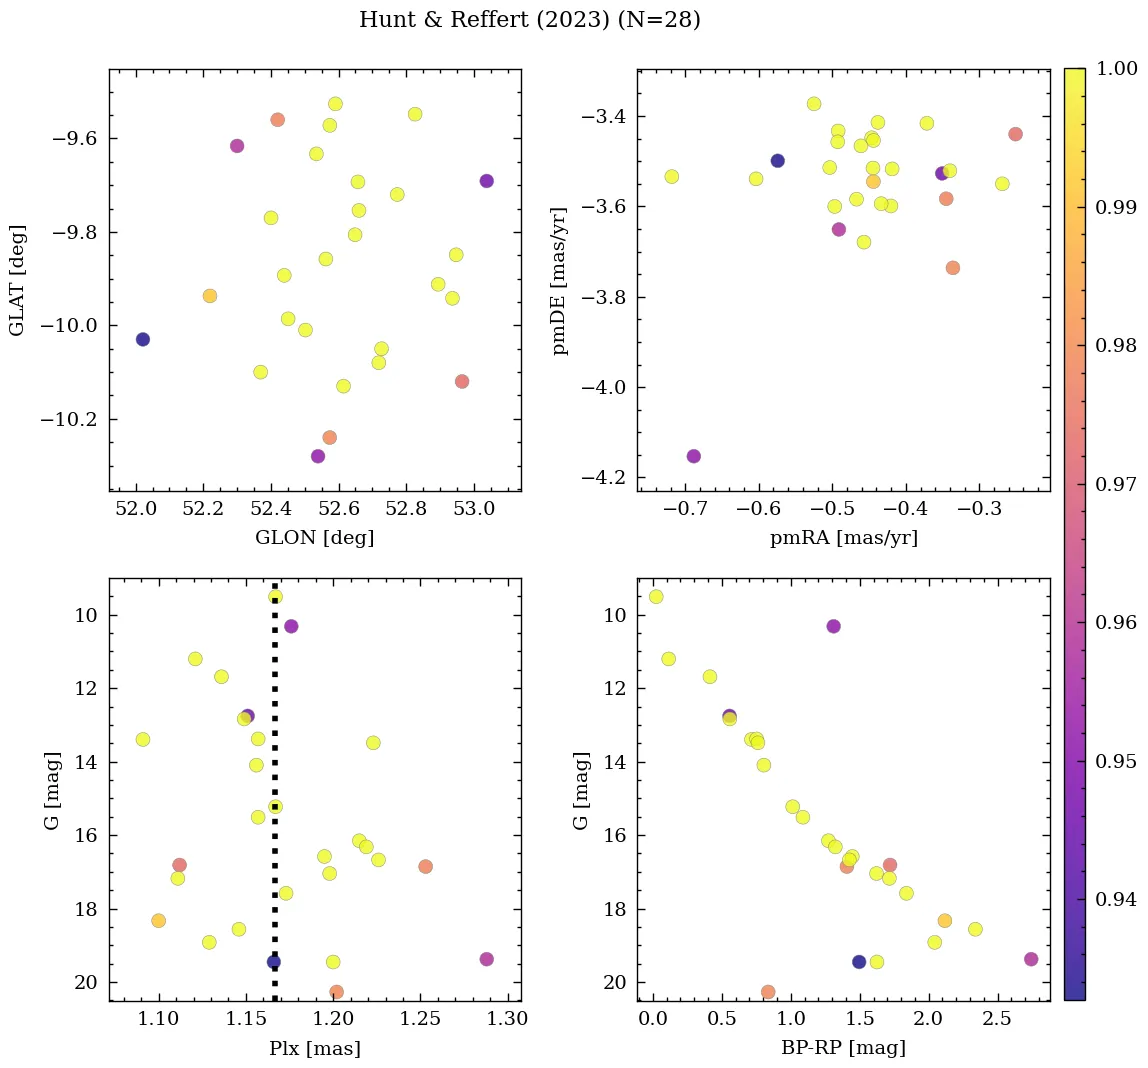 Hunt & Reffert (2023) (N=28)
−9.6
−9.8
−10.0
−10.2
GLAT [deg]
52.0 52.2 52.4 52.6 52.8 53.0
GLON [deg]
−3.4
−3.6
−3.8
−4.0
−4.2
pmDE [mas/yr]
−0.7 −0.6 −0.5 −0.4 −0.3
pmRA [mas/yr]
10
12
14
16
18
20
G [mag]
1.10 1.15 1.20 1.25 1.30
Plx [mas]
10
12
14
16
18
20
G [mag]
0.0 0.5 1.0 1.5 2.0 2.5
BP-RP [mag]
1.00
0.99
0.98
0.97
0.96
0.95
0.94